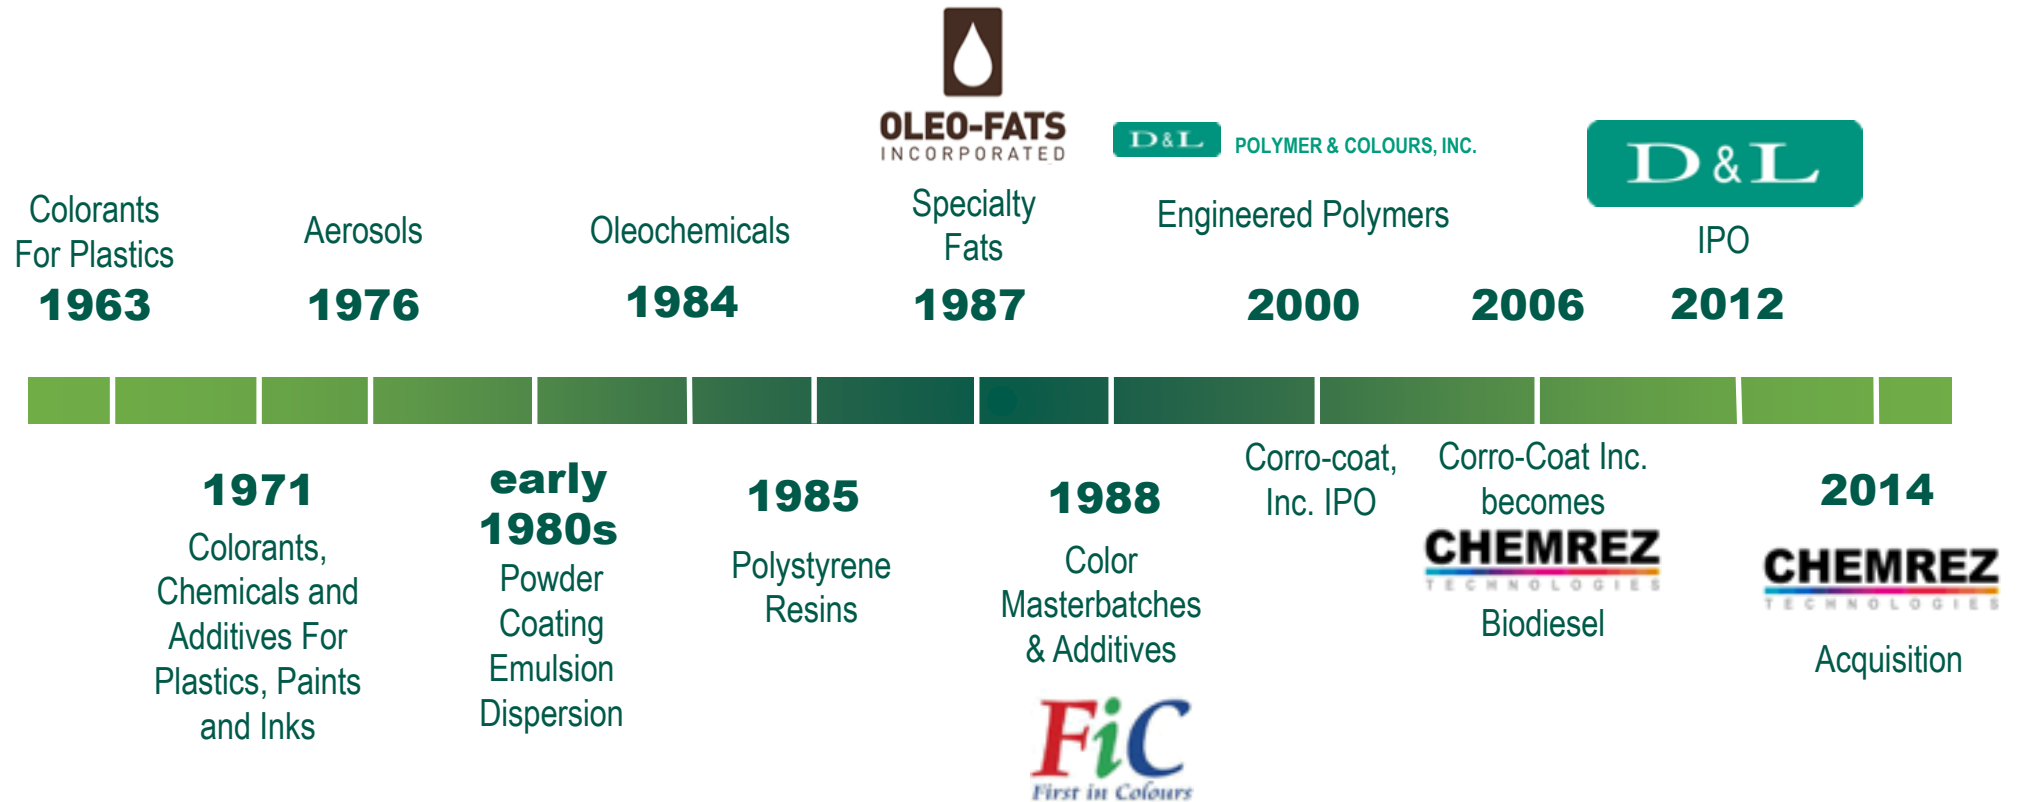 OLEO-FATS
INCORPORATED
D&L
POLYMER & COLOURS, INC.
D&L
Colorants
For Plastics
1963
Aerosols
1976
Oleochemicals
1984
Specialty
Fats
1987
Engineered Polymers
2000
2006
IPO
2012
1971
Colorants,
Chemicals and
Additives For
Plastics, Paints
and Inks
early
1980s
Powder
Coating
Emulsion
Dispersion
1985
Polystyrene
Resins
1988
Color
Masterbatches
& Additives
FiC
First in Colours
Corro-coat,
Inc. IPO
Corro-Coat Inc.
becomes
CHEMREZ
TECHNOLOGIES
Biodiesel
2014
CHEMREZ
TECHNOLOGIES
Acquisition